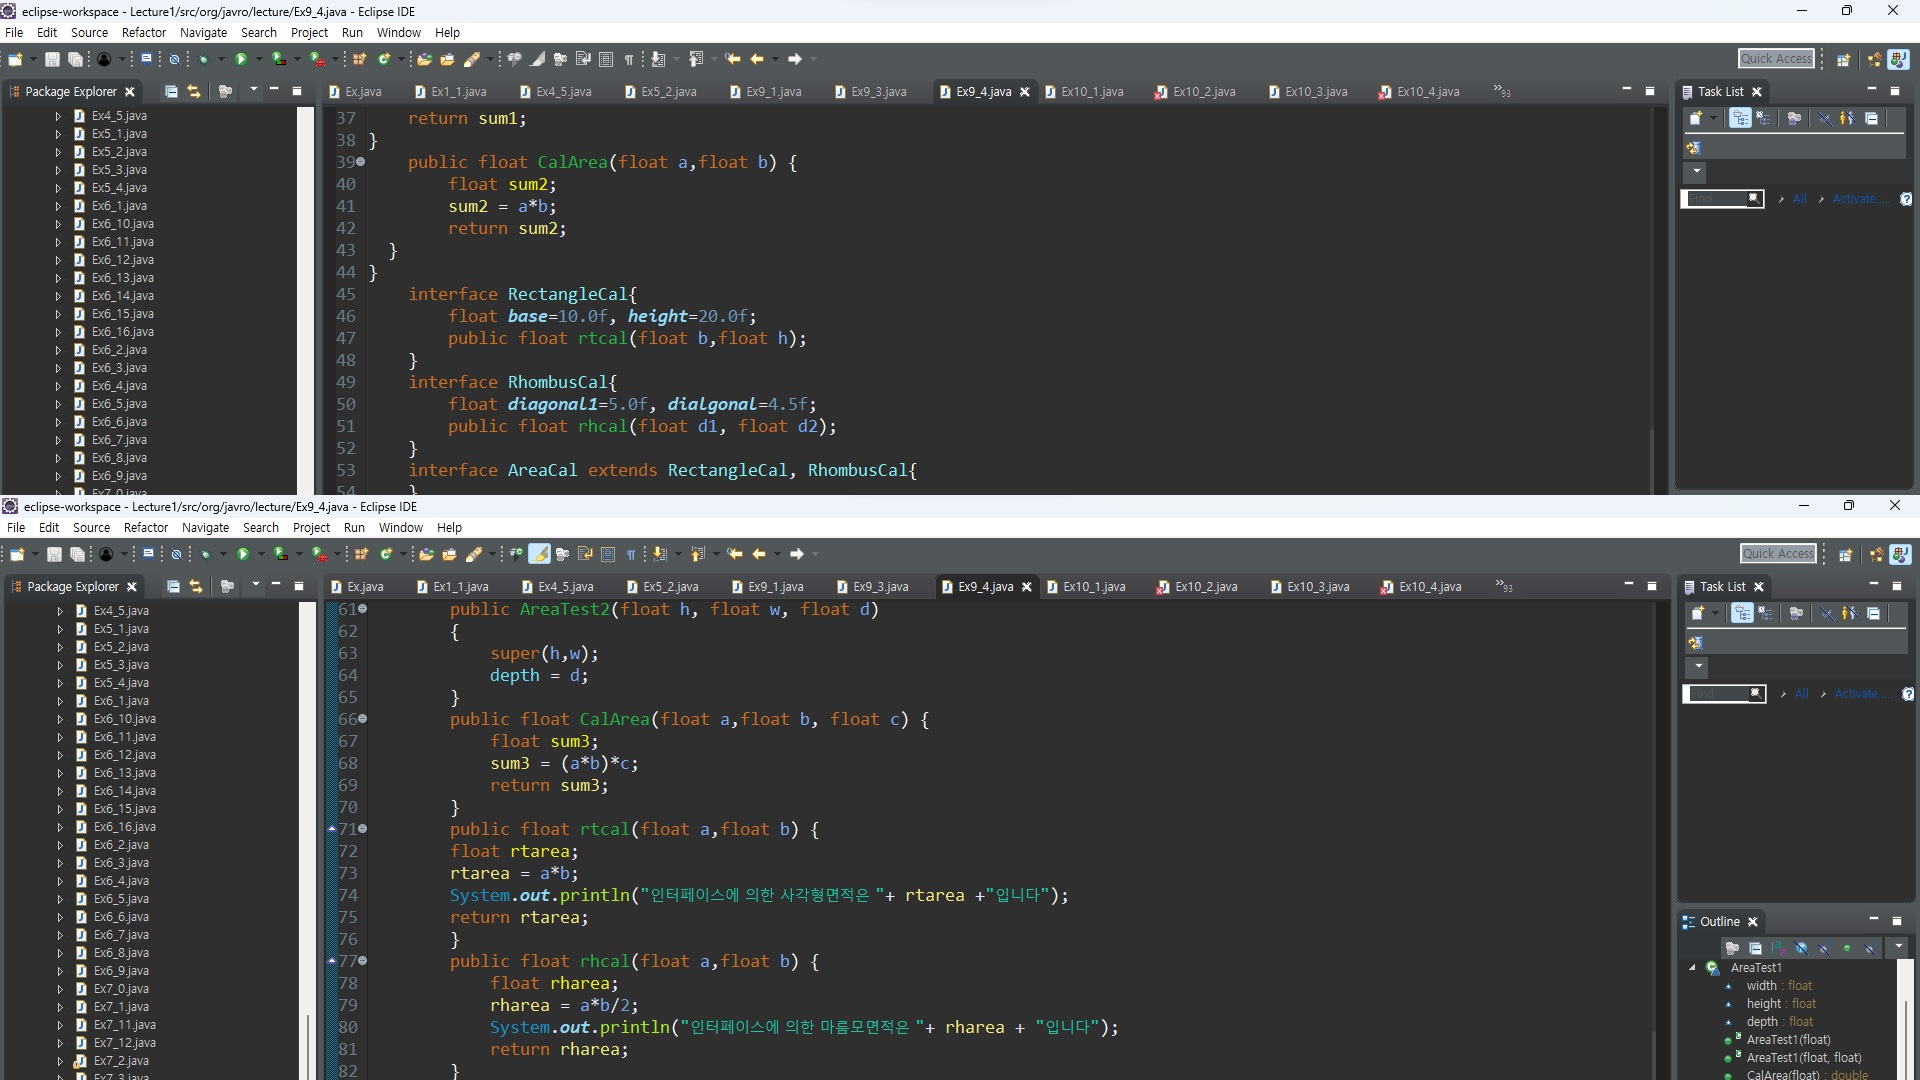 eclipse-workspace - Lecture1/src/org/javro/lecture/Ex9_4.java - Eclipse IDE
File Edit Source Refactor Navigate Search Project Run Window Help
Quick Access
Package Explorer
Ex.java Ex1_1.java Ex4_5.java Ex5_2.java Ex9_1.java Ex9_3.java Ex9_4.java Ex10_1.java Ex10_2.java Ex10_3.java Ex10_4.java »93
Task List
Ex4_5.java
Ex5_1.java
Ex5_2.java
Ex5_3.java
Ex5_4.java
Ex6_1.java
Ex6_10.java
Ex6_11.java
Ex6_12.java
Ex6_13.java
Ex6_14.java
Ex6_15.java
Ex6_16.java
Ex6_2.java
Ex6_3.java
Ex6_4.java
Ex6_5.java
Ex6_6.java
Ex6_7.java
Ex6_8.java
Ex6_9.java
Ex7_0.java
37 return sum1;
38 }
39 public float CalArea(float a,float b) {
40 float sum2;
41 sum2 = a*b;
42 return sum2;
43 }
44 }
45 interface RectangleCal{
46 float base=10.0f, height=20.0f;
47 public float rtcal(float b,float h);
48 }
49 interface RhombusCal{
50 float diagonal1=5.0f, dialgonal=4.5f;
51 public float rhcal(float d1, float d2);
52 }
53 interface AreaCal extends RectangleCal, RhombusCal{
54 }
Find All Activate...
eclipse-workspace - Lecture1/src/org/javro/lecture/Ex9_4.java - Eclipse IDE
File Edit Source Refactor Navigate Search Project Run Window Help
Quick Access
Package Explorer
Ex.java Ex1_1.java Ex4_5.java Ex5_2.java Ex9_1.java Ex9_3.java Ex9_4.java Ex10_1.java Ex10_2.java Ex10_3.java Ex10_4.java »93
Task List
Ex4_5.java
Ex5_1.java
Ex5_2.java
Ex5_3.java
Ex5_4.java
Ex6_1.java
Ex6_10.java
Ex6_11.java
Ex6_12.java
Ex6_13.java
Ex6_14.java
Ex6_15.java
Ex6_16.java
Ex6_2.java
Ex6_3.java
Ex6_4.java
Ex6_5.java
Ex6_6.java
Ex6_7.java
Ex6_8.java
Ex6_9.java
Ex7_0.java
Ex7_1.java
Ex7_11.java
Ex7_12.java
Ex7_2.java
Ex7_3.java
61 public AreaTest2(float h, float w, float d)
62 {
63 super(h,w);
64 depth = d;
65 }
66 public float CalArea(float a,float b, float c) {
67 float sum3;
68 sum3 = (a*b)*c;
69 return sum3;
70 }
71 public float rtcal(float a,float b) {
72 float rtarea;
73 rtarea = a*b;
74 System.out.println("인터페이스에 의한 사각형면적은 "+ rtarea +"입니다");
75 return rtarea;
76 }
77 public float rhcal(float a,float b) {
78 float rharea;
79 rharea = a*b/2;
80 System.out.println("인터페이스에 의한 마름모면적은 "+ rharea + "입니다");
81 return rharea;
82 }
Find All Activate...
Outline
AreaTest1
width : float
height : float
depth : float
AreaTest1(float)
AreaTest1(float, float)
CalArea(float) : double